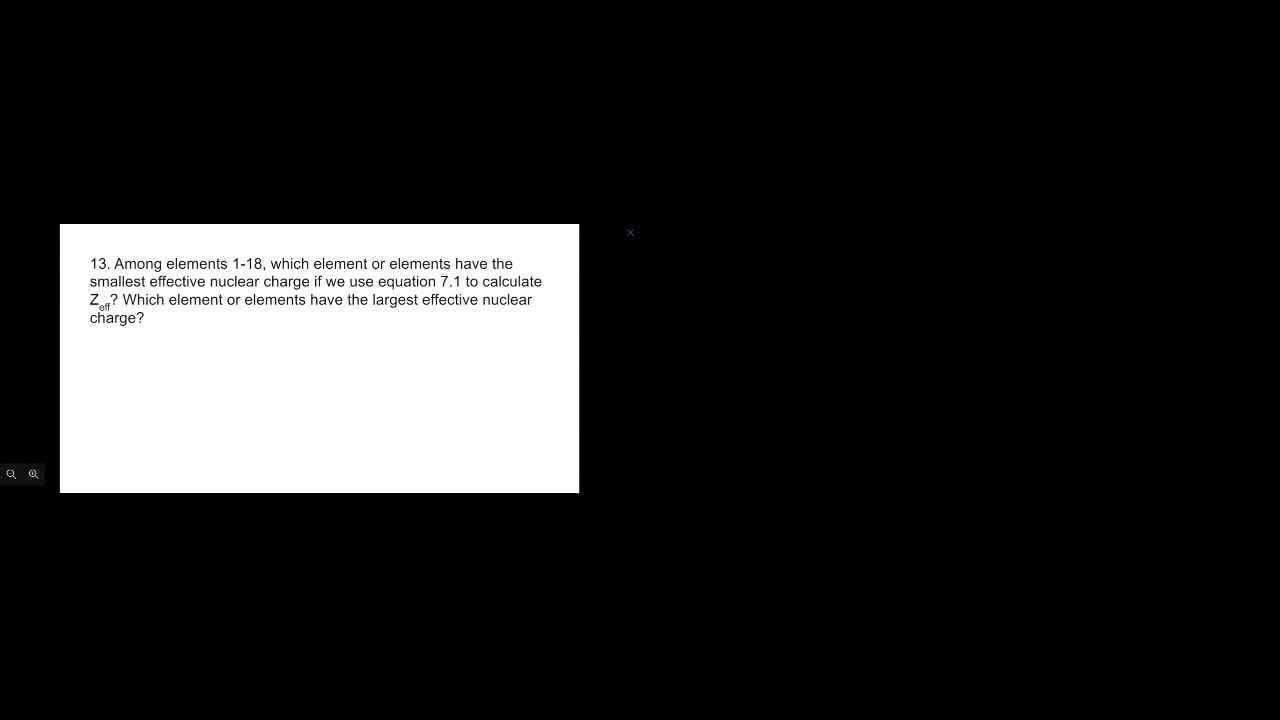 13. Among elements 1-18, which element or elements have the
smallest effective nuclear charge if we use equation 7.1 to calculate
Zeff? Which element or elements have the largest effective nuclear
charge?